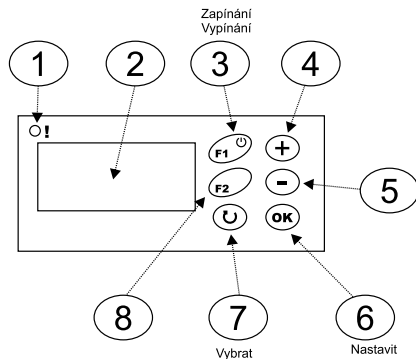 Zapínání
Vypínání
1
2
3
4
!
F1
+
F2
-
5
OK
8
7
6
Vybrat
Nastavit